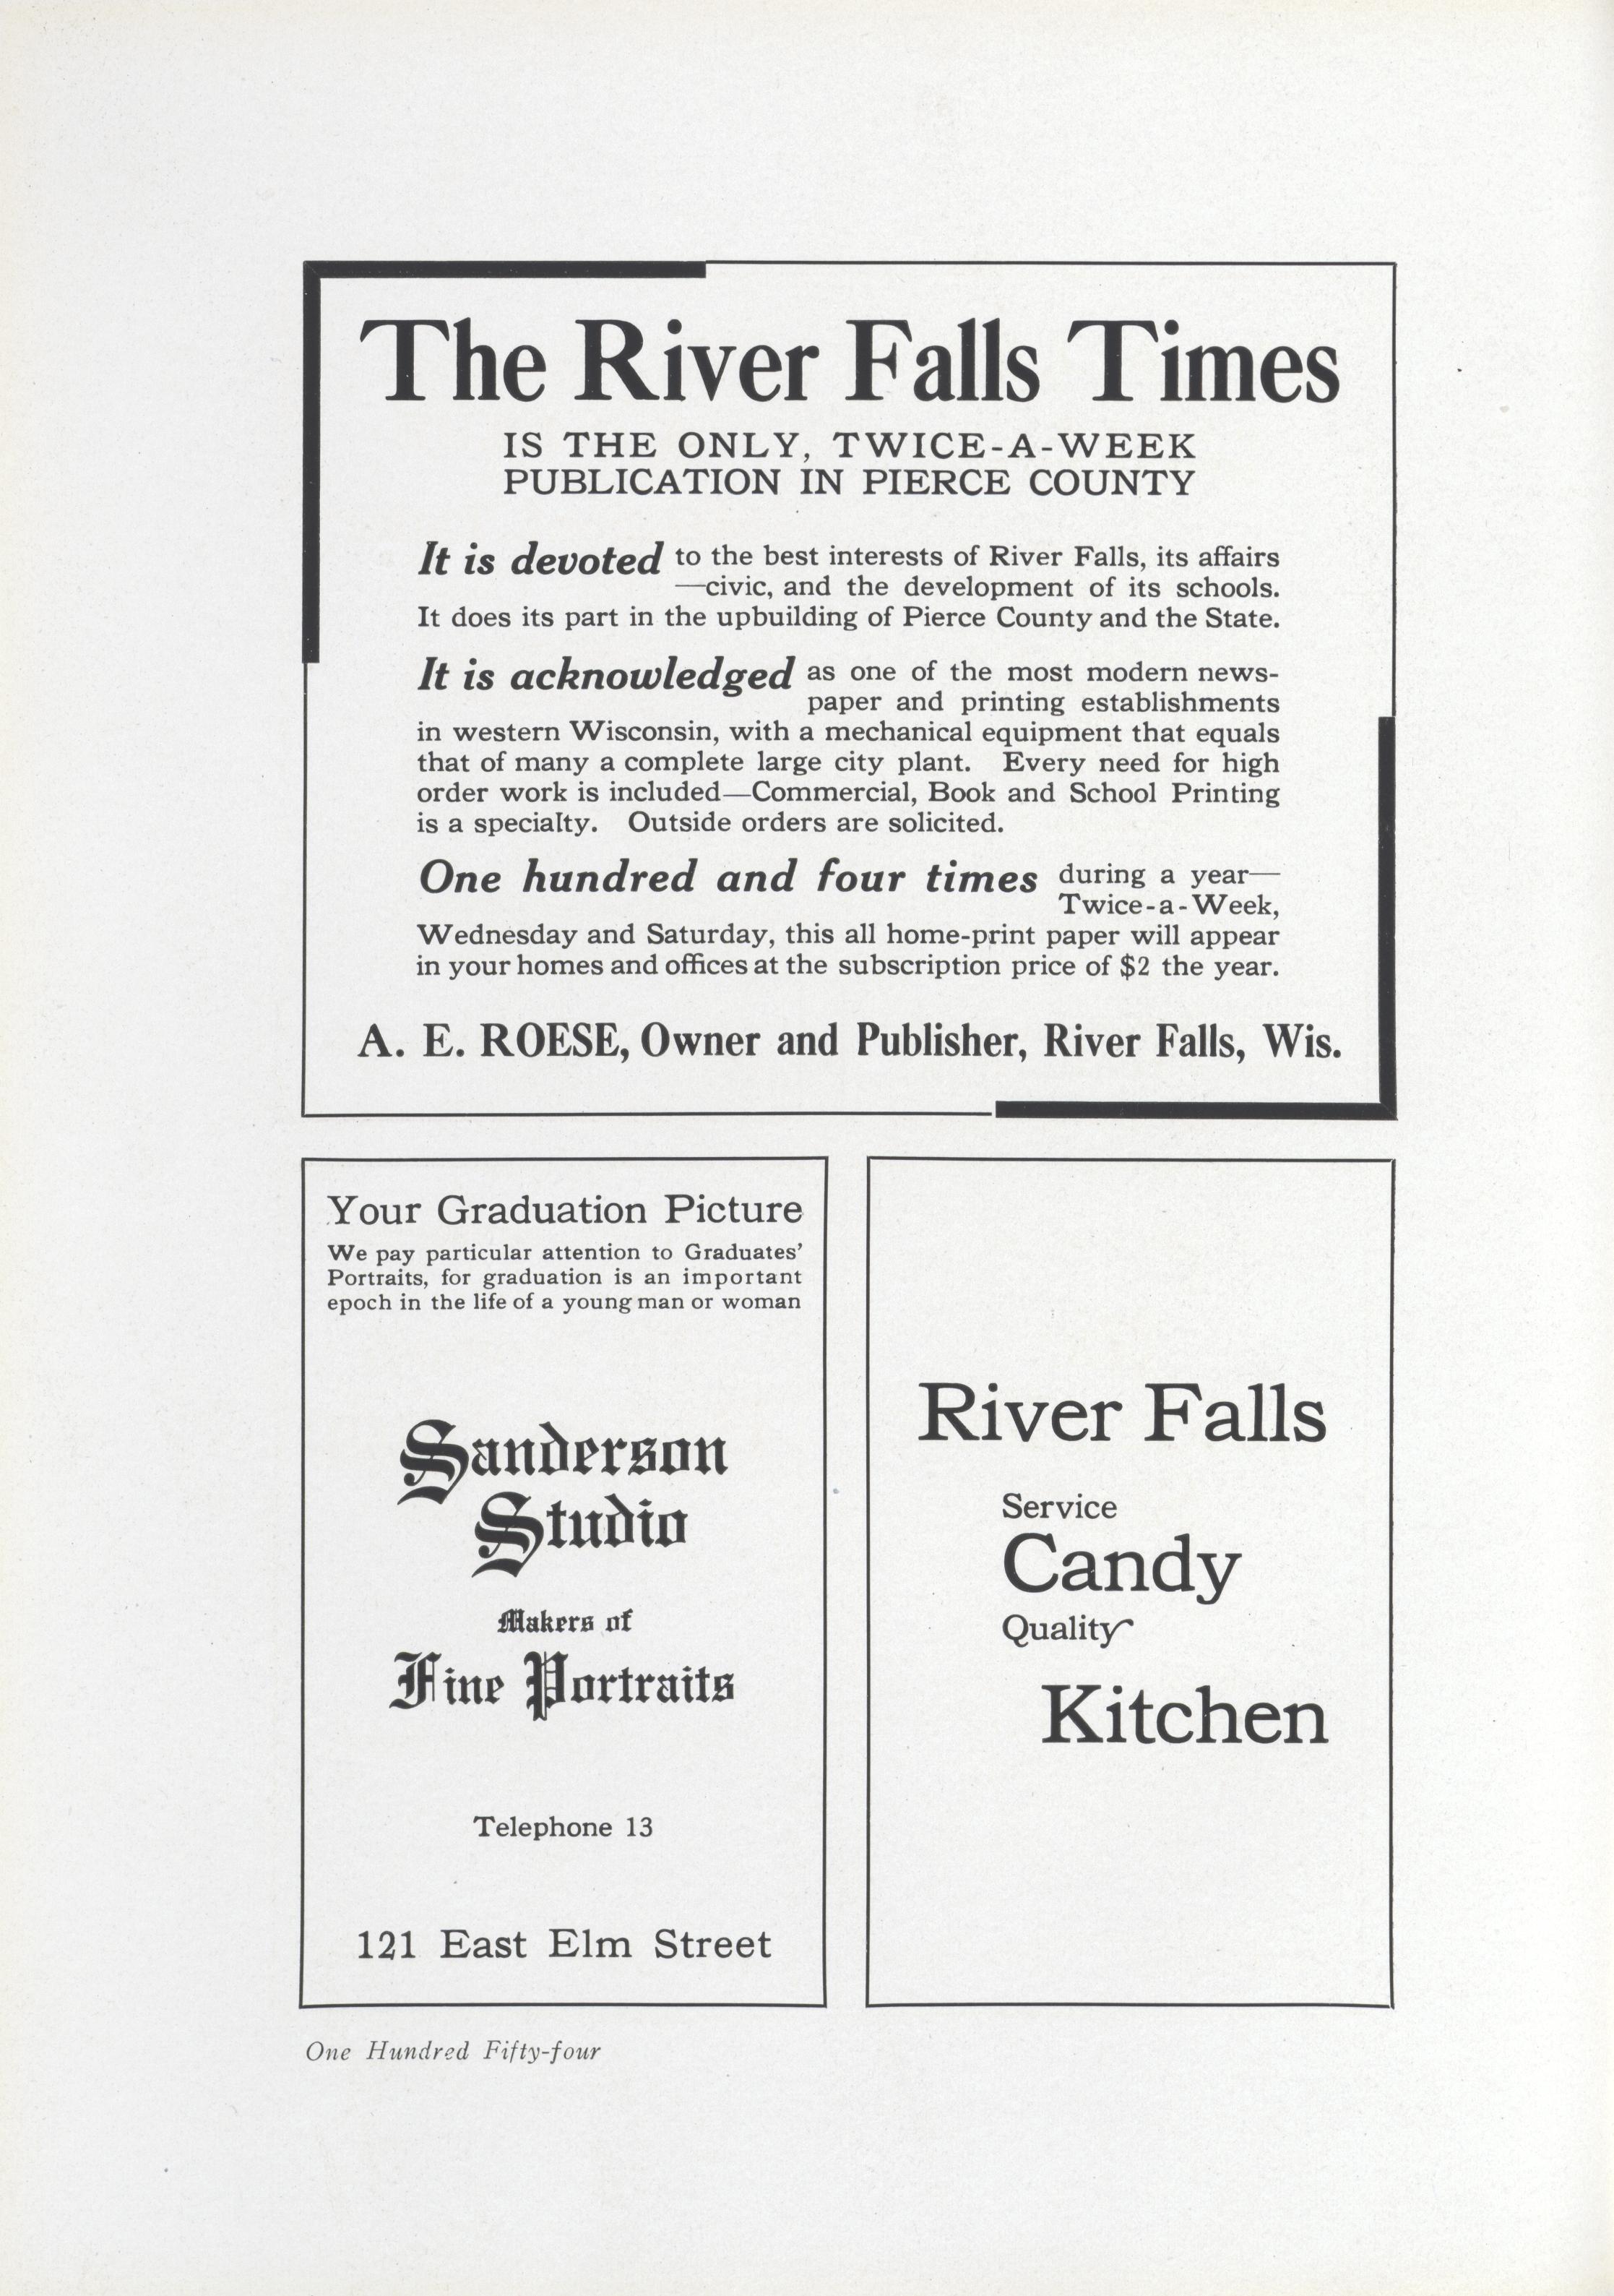 The River Falls Times
IS THE ONLY, TWICE-A-WEEK
PUBLICATION IN PIERCE COUNTY
It is devoted to the best interests of River Falls, its affairs
—civic, and the development of its schools.
It does its part in the upbuilding of Pierce County and the State.
It is acknowledged as one of the most modern news-
paper and printing establishments
in western Wisconsin, with a mechanical equipment that equals
that of many a complete large city plant. Every need for high
order work is included—Commercial, Book and School Printing
is a specialty. Outside orders are solicited.
One hundred and four times during a year—
Twice-a-Week,
Wednesday and Saturday, this all home-print paper will appear
in your homes and offices at the subscription price of $2 the year.
A. E. ROESE, Owner and Publisher, River Falls, Wis.
Your Graduation Picture
We pay particular attention to Graduates'
Portraits, for graduation is an important
epoch in the life of a young man or woman
Sanderson
Studio
Makers of
Fine Portraits
Telephone 13
121 East Elm Street
River Falls
Service
Candy
Quality
Kitchen
One Hundred Fifty-four